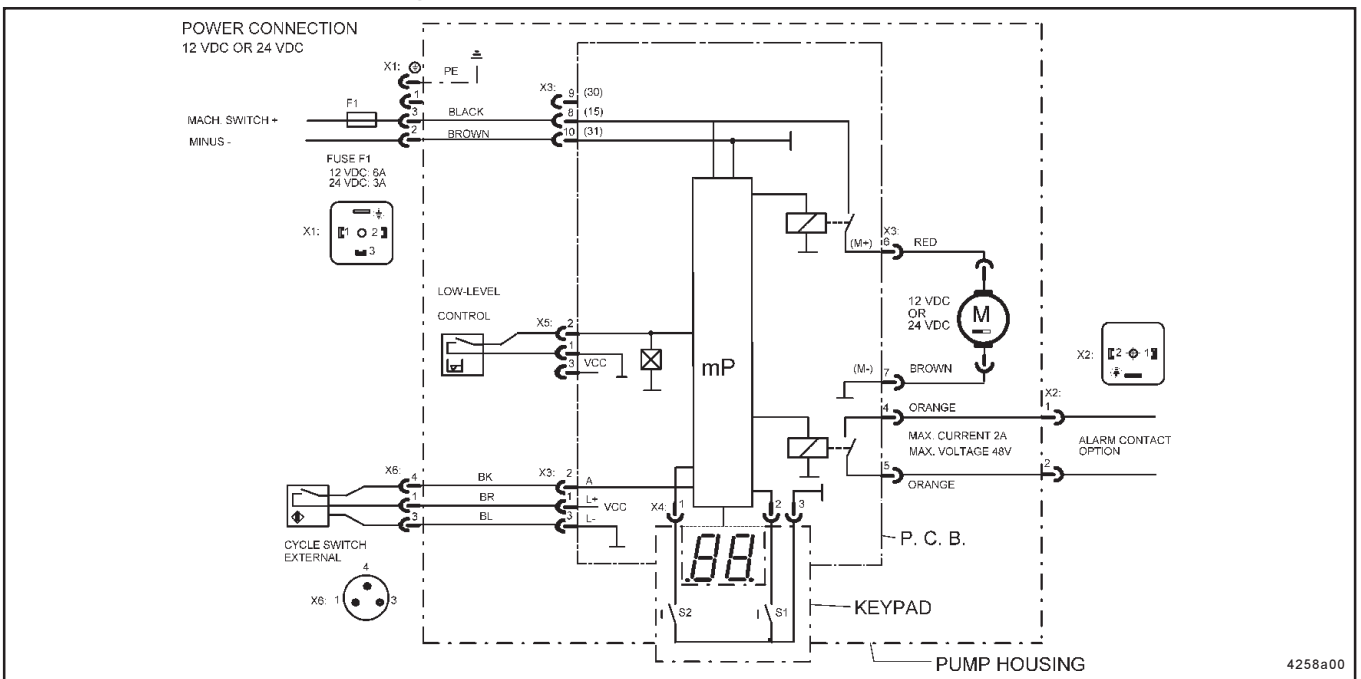 POWER CONNECTION
12 VDC OR 24 VDC
X1:
PE
1
F1
X3:
9 (30)
MACH. SWITCH +
3
BLACK
8 (15)
MINUS -
2
BROWN
10 (31)
FUSE F1
12 VDC: 6A
24 VDC: 3A
X1:
1 2
3
(M+)
X3:
6
RED
LOW-LEVEL
CONTROL
X5:
2
1
3
VCC
mP
12 VDC
OR
24 VDC
M
X2:
2 1
(M-)
7
BROWN
4
ORANGE
X2:
1
MAX. CURRENT 2A
MAX. VOLTAGE 48V
ALARM CONTACT
OPTION
5
ORANGE
2
X6:
4
BK
X3:
2
A
1
BR
1
L+
VCC
3
BL
3
L-
X4:
1
2
3
CYCLE SWITCH
EXTERNAL
4
X6: 1 3
88.
S2
S1
P. C. B.
KEYPAD
PUMP HOUSING
4258a00